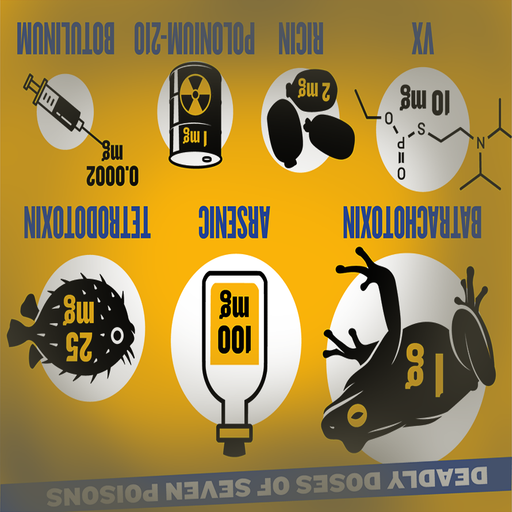 DEADLY DOSES OF SEVEN POISONS
1 g
100
mg
25
mg
BATRACHOTOXIN
ARSENIC
TETRODOTOXIN
O
P
O
S
N
10 mg
2 mg
1 mg
0.0002
mg
VX
RICIN
POLONIUM-210
BOTULINUM